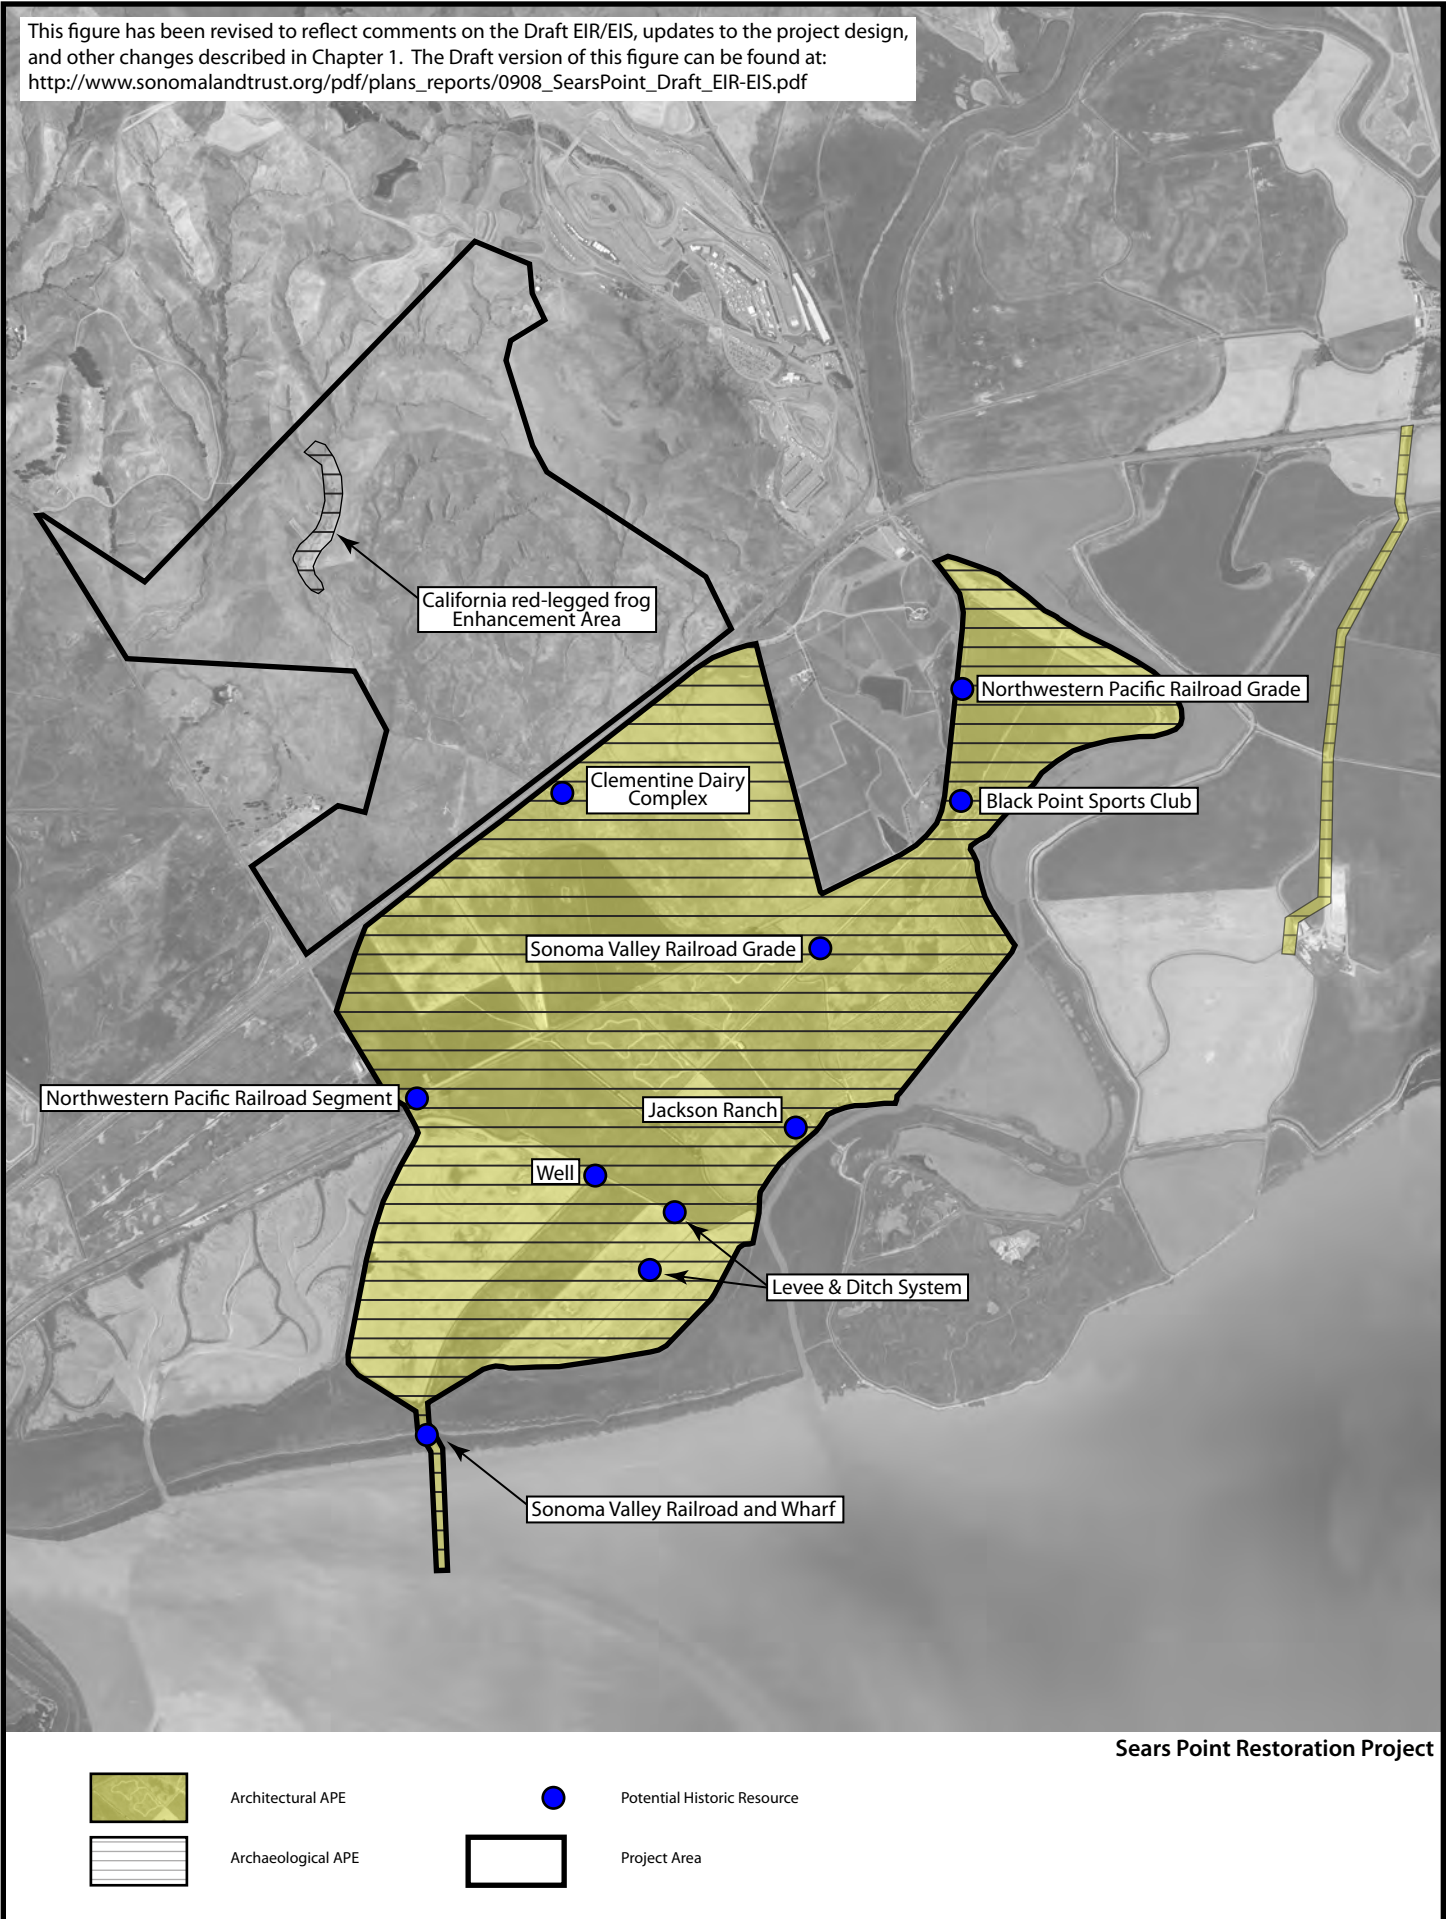 This figure has been revised to reflect comments on the Draft EIR/EIS, updates to the project design,
and other changes described in Chapter 1. The Draft version of this figure can be found at:
http://www.sonomalandtrust.org/pdf/plans_reports/0908_SearsPoint_Draft_EIR-EIS.pdf
California red-legged frog
Enhancement Area
Northwestern Pacific Railroad Grade
Clementine Dairy
Complex
Black Point Sports Club
Sonoma Valley Railroad Grade
Northwestern Pacific Railroad Segment
Jackson Ranch
Well
Levee & Ditch System
Sonoma Valley Railroad and Wharf
Sears Point Restoration Project
Architectural APE
Potential Historic Resource
Archaeological APE
Project Area